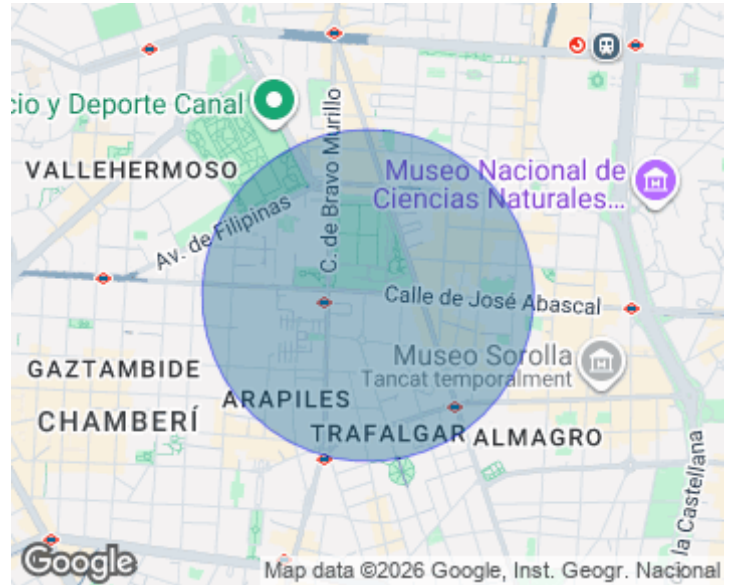 cio y Deporte Canal
VALLEHERMOSO
C. de Bravo Murillo
Museo Nacional de
Ciencias Naturales...
Av. de Filipinas
Calle de José Abascal
GAZTAMBIDE
Museo Sorolla
Tancat temporalment
ARAPILES
CHAMBERÍ
TRAFALGAR
ALMAGRO
la Castellana
Google
Map data ©2026 Google, Inst. Geogr. Nacional